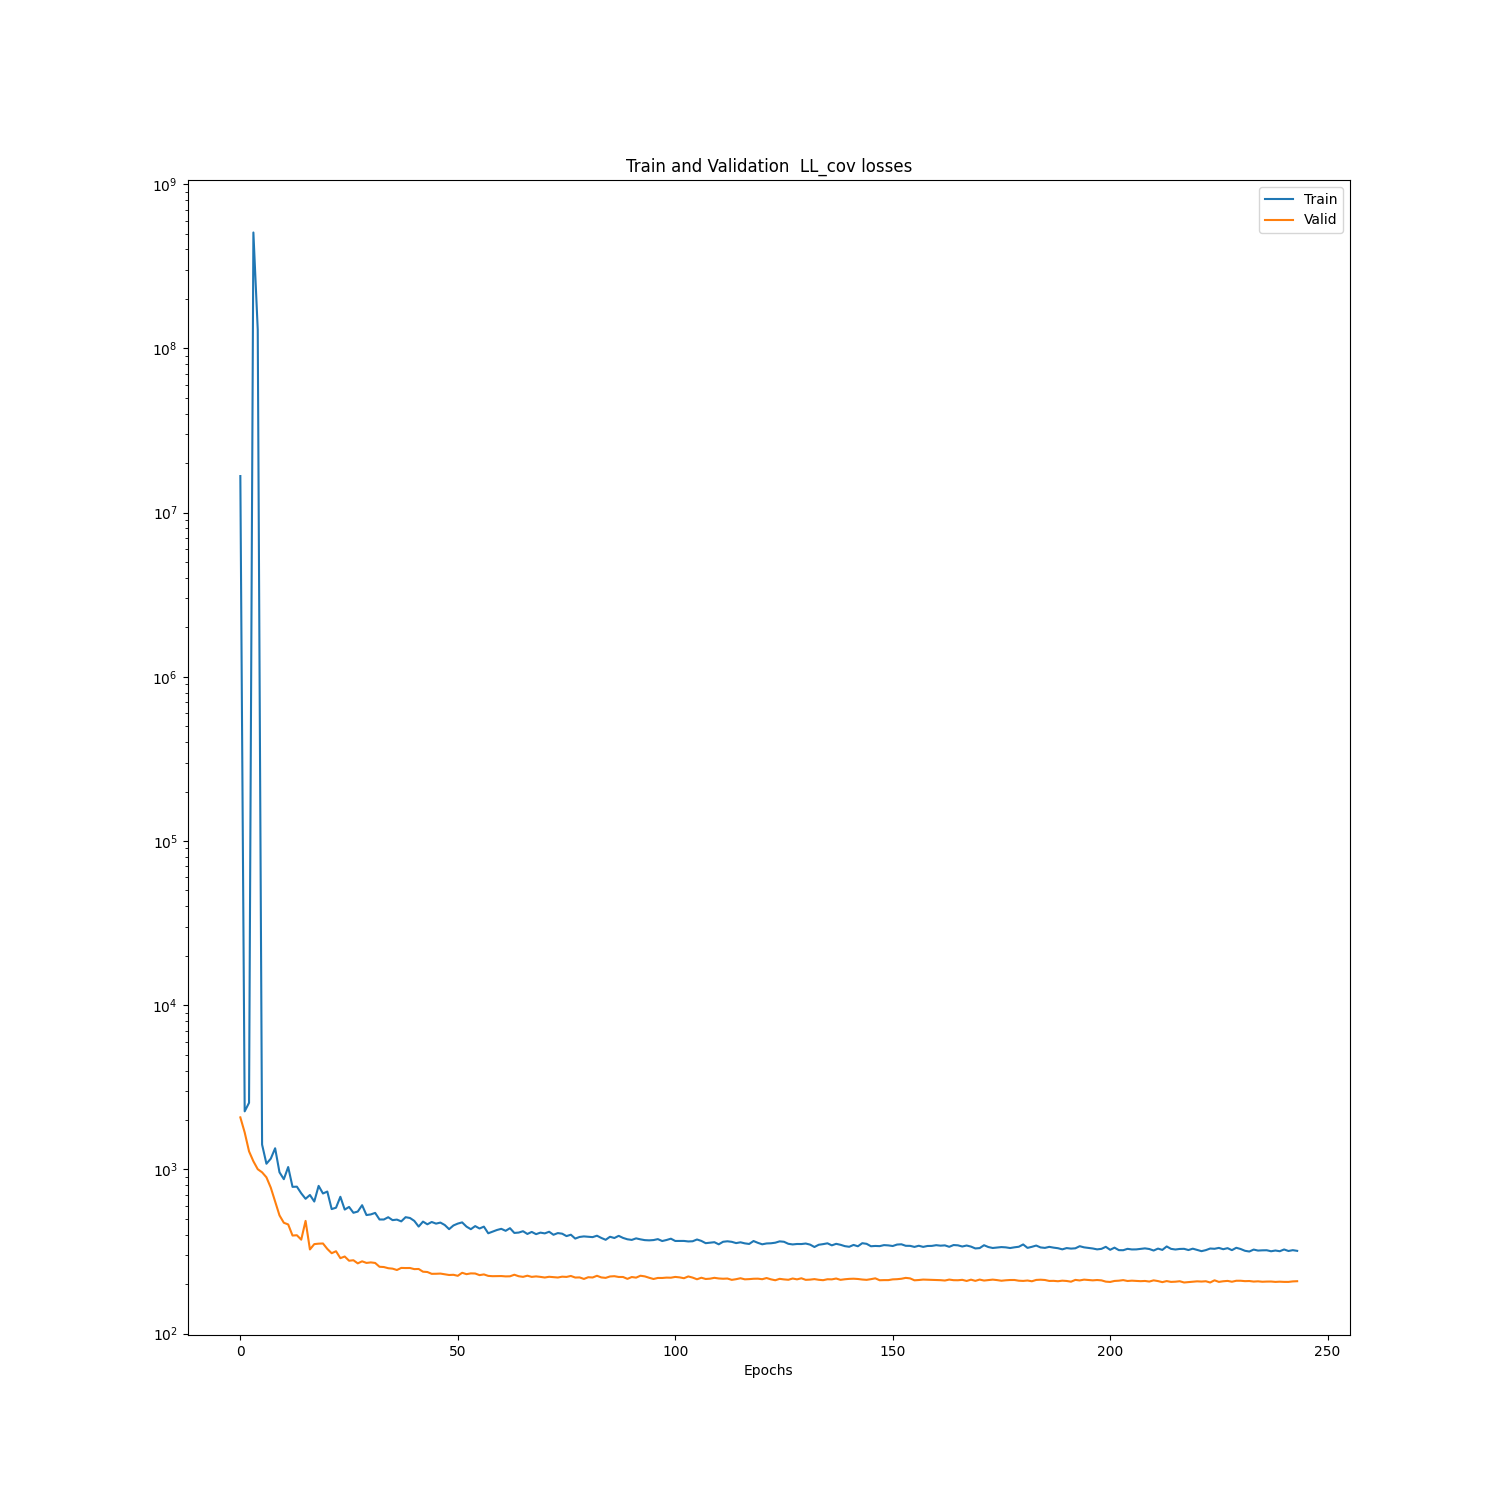 Train and Validation  LL_cov losses
10⁹
10⁸
10⁷
10⁶
10⁵
10⁴
10³
10²
Train
Valid
0 50 100 150 200 250
Epochs